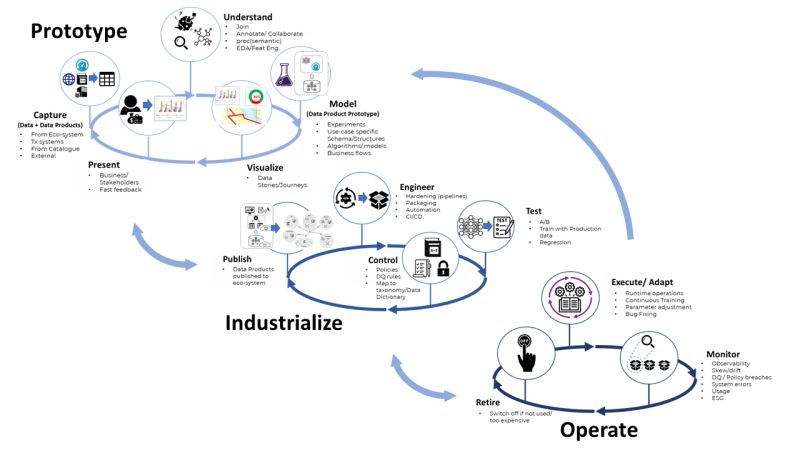 Prototype
Understand
• Join
• Annotate/ Collaborate
• proc(semantic)
• EDA/Feat Eng.
Capture
(Data + Data Products)
• From Eco-system
• Tx systems
• From Catalogue
• External
Model
(Data Product Prototype)
• Experiments
• Use-case specific
Schema/Structures
• Algorithms/,models
• Business flows.
Present
• Business/
Stakeholders
• Fast feedback
Visualize
• Data
Stories/Journeys
Engineer
• Hardening (pipelines)
• Packaging
• Automation
• CI/CD
TEST
Test
• A/B
• Train with Production
data
• Regression
Publish
• Data Products
published to
eco-system
Control
• Policies
• DQ rules
• Map to
taxonomy/Data
Dictionary
A-Z
Industrialize
Execute/ Adapt
• Runtime operations
• Continuous Training
• Parameter adjustment
• Bug Fixing
OFF
Monitor
• Observability
• Skew/drift
• DQ / Policy breaches
• System errors
• Usage
• ESG
Retire
• Switch off if not used/
too expensive
Operate